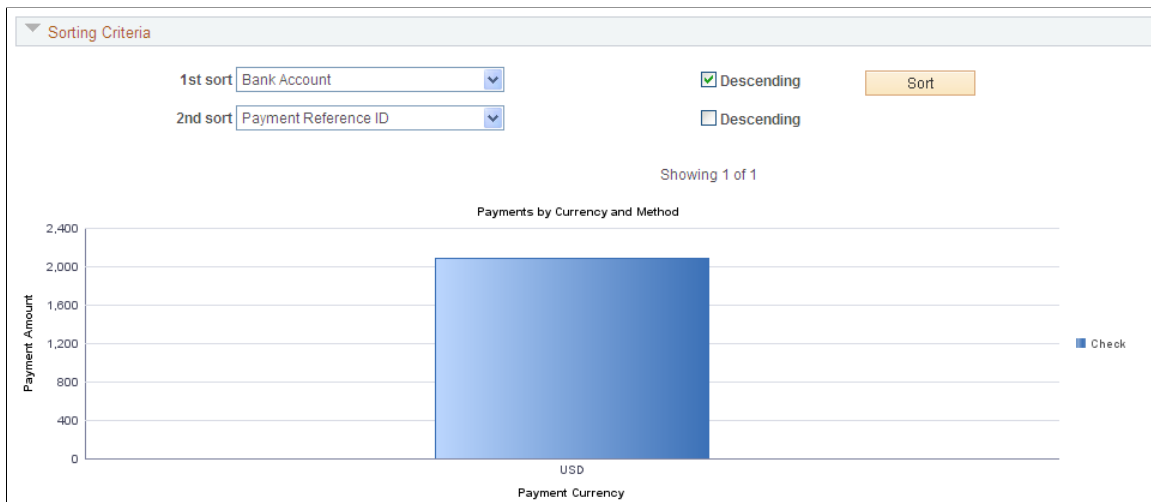 Sorting Criteria
1st sort Bank Account Descending Sort
2nd sort Payment Reference ID Descending
Showing 1 of 1
Payments by Currency and Method
2,400
2,000
1,600
1,200
800
400
0
Payment Amount
Check
USD
Payment Currency